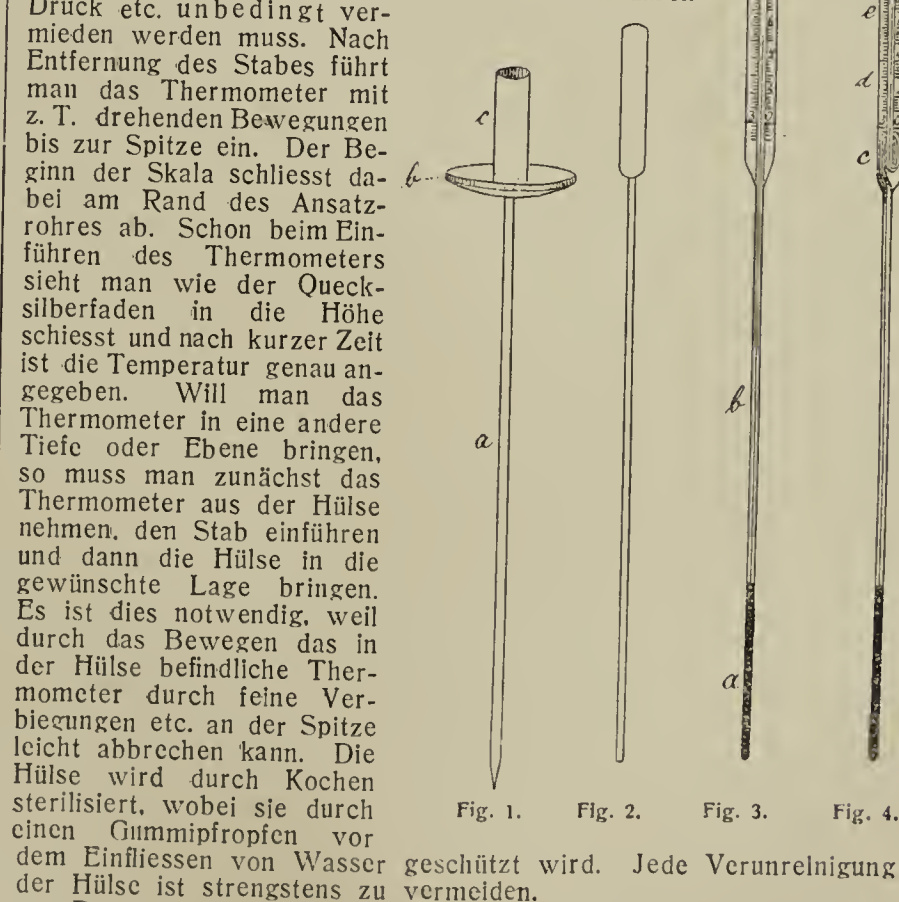 Druck etc. unbedingt ver-
mieden werden muss. Nach
Entfernung des Stabes führt
man das Thermometer mit
z. T. drehenden Bewegungen
bis zur Spitze ein. Der Be-
ginn der Skala schliesst da-
bei am Rand des Ansatz-
rohres ab. Schon beim Ein-
führen des Thermometers
sieht man wie der Queck-
silberfaden in die Höhe
schiesst und nach kurzer Zeit
ist die Temperatur genau an-
gegeben. Will man das
Thermometer in eine andere
Tiefe oder Ebene bringen,
so muss man zunächst das
Thermometer aus der Hülse
nehmen, den Stab einführen
und dann die Hülse in die
gewünschte Lage bringen.
Es ist dies notwendig, weil
durch das Bewegen das in
der Hülse befindliche Ther-
mometer durch feine Ver-
biegungen etc. an der Spitze
leicht abbrechen kann. Die
Hülse wird durch Kochen
sterilisiert, wobei sie durch
einen Gummipfropfen vor
dem Einfliessen von Wasser geschützt wird. Jede Verunreinigung
der Hülse ist strengstens zu vermeiden.
c
b
a
Fig. 1.
Fig. 2.
b
a
Fig. 3.
e
d
c
Fig. 4.